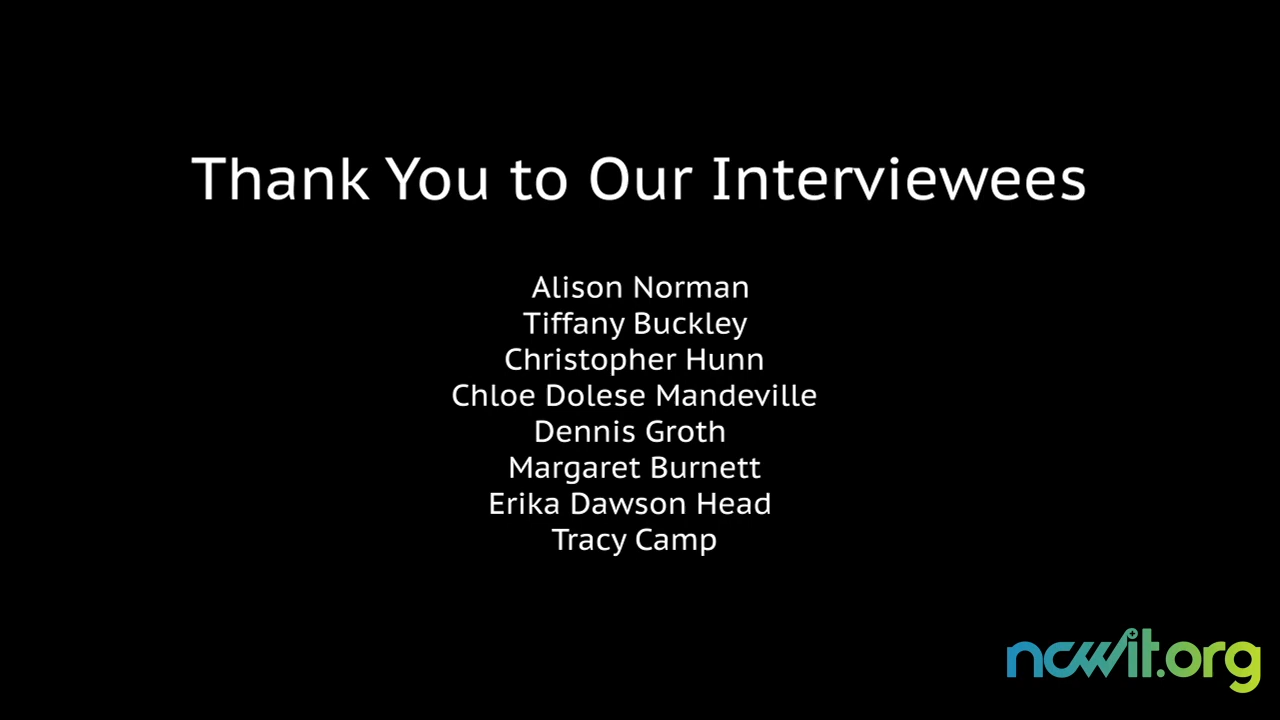 Thank You to Our Interviewees
Alison Norman
Tiffany Buckley
Christopher Hunn
Chloe Dolese Mandeville
Dennis Groth
Margaret Burnett
Erika Dawson Head
Tracy Camp
ncwit.org